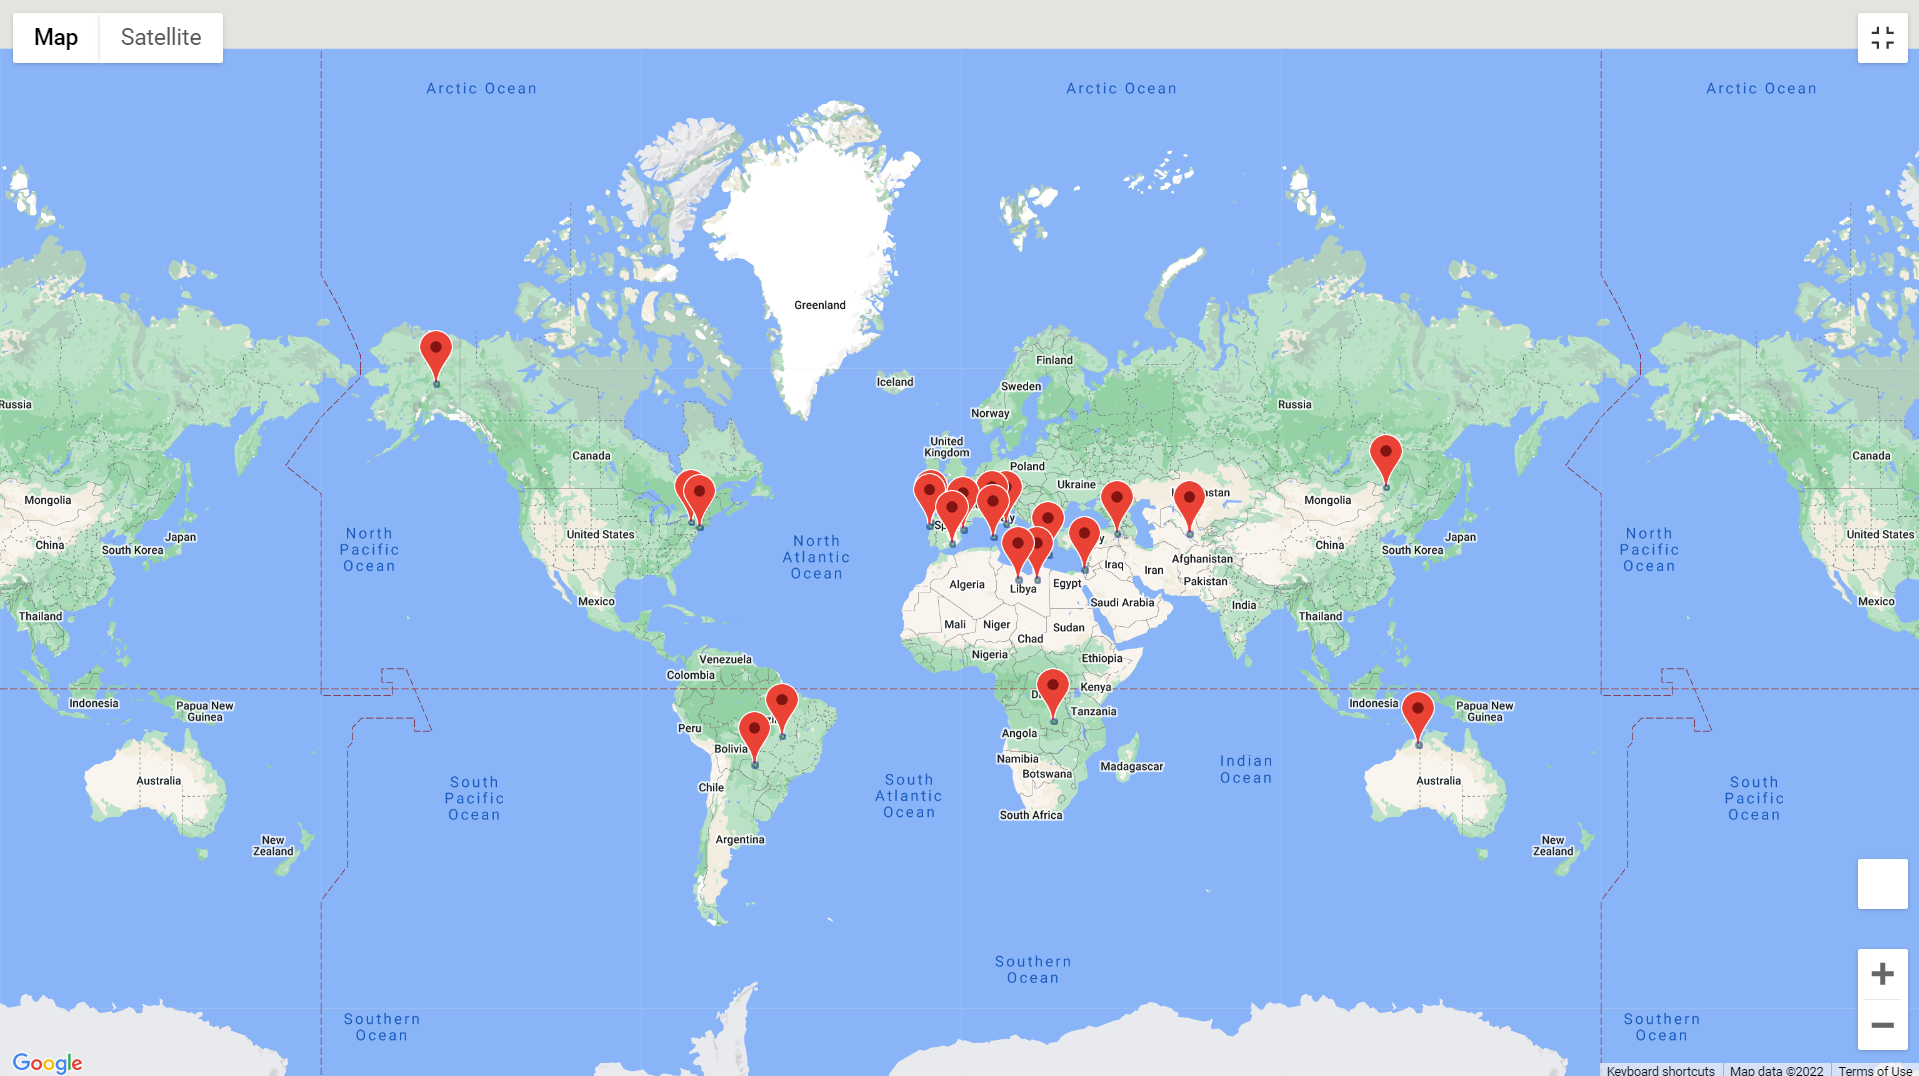 Map
Satellite
Arctic Ocean
Arctic Ocean
Arctic Ocean
Greenland
Iceland
Finland
Sweden
Norway
Russia
Russia
United
Kingdom
Poland
Ukraine
Canada
Canada
Mongolia
Mongolia
China
South Korea
Japan
North
Pacific
Ocean
United States
North
Atlantic
Ocean
Afghanistan
Iraq
Iran
Pakistan
China
South Korea
Japan
North
Pacific
Ocean
United States
Algeria
Libya
Egypt
Saudi Arabia
India
Thailand
Thailand
Mexico
Mexico
Mali
Niger
Chad
Sudan
Nigeria
Ethiopia
Venezuela
Colombia
Kenya
Tanzania
Indonesia
Papua New
Guinea
Indonesia
Papua New
Guinea
Peru
Bolivia
Angola
Namibia
Botswana
Madagascar
Indian
Ocean
Australia
Australia
South
Pacific
Ocean
Chile
South
Atlantic
Ocean
South Africa
South
Pacific
Ocean
Argentina
New
Zealand
New
Zealand
Southern
Ocean
Southern
Ocean
Southern
Ocean
Google
Keyboard shortcuts
Map data ©2022
Terms of Use